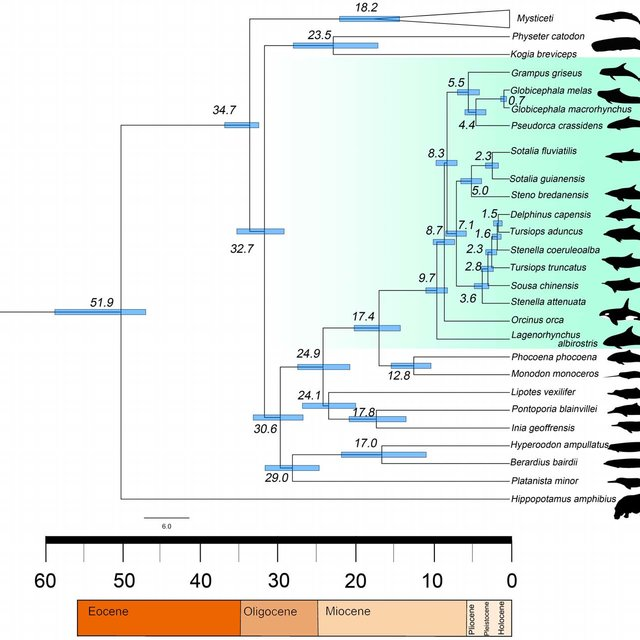 18.2
Mysticeti
23.5
Physeter catodon
Kogia breviceps
Grampus griseus
5.5
Globicephala melas
0.7
34.7
Globicephala macrorhynchus
4.4
Pseudorca crassidens
8.3
2.3
Sotalia fluviatilis
Sotalia guianensis
5.0
Steno bredanensis
1.5
Delphinus capensis
8.7
7.1
1.6
Tursiops aduncus
32.7
2.3
Stenella coeruleoalba
2.8
Tursiops truncatus
9.7
Sousa chinensis
51.9
3.6
Stenella attenuata
17.4
Orcinus orca
Lagenorhynchus
albirostris
24.9
Phocoena phocoena
12.8
Monodon monoceros
24.1
Lipotes vexilifer
17.8
Pontoporia blainvillei
30.6
Inia geoffrensis
17.0
Hyperoodon ampullatus
Berardius bairdii
29.0
Platanista minor
Hippopotamus amphibius
6.0
60 50 40 30 20 10 0
Eocene Oligocene Miocene Pliocene Pleistocene Holocene